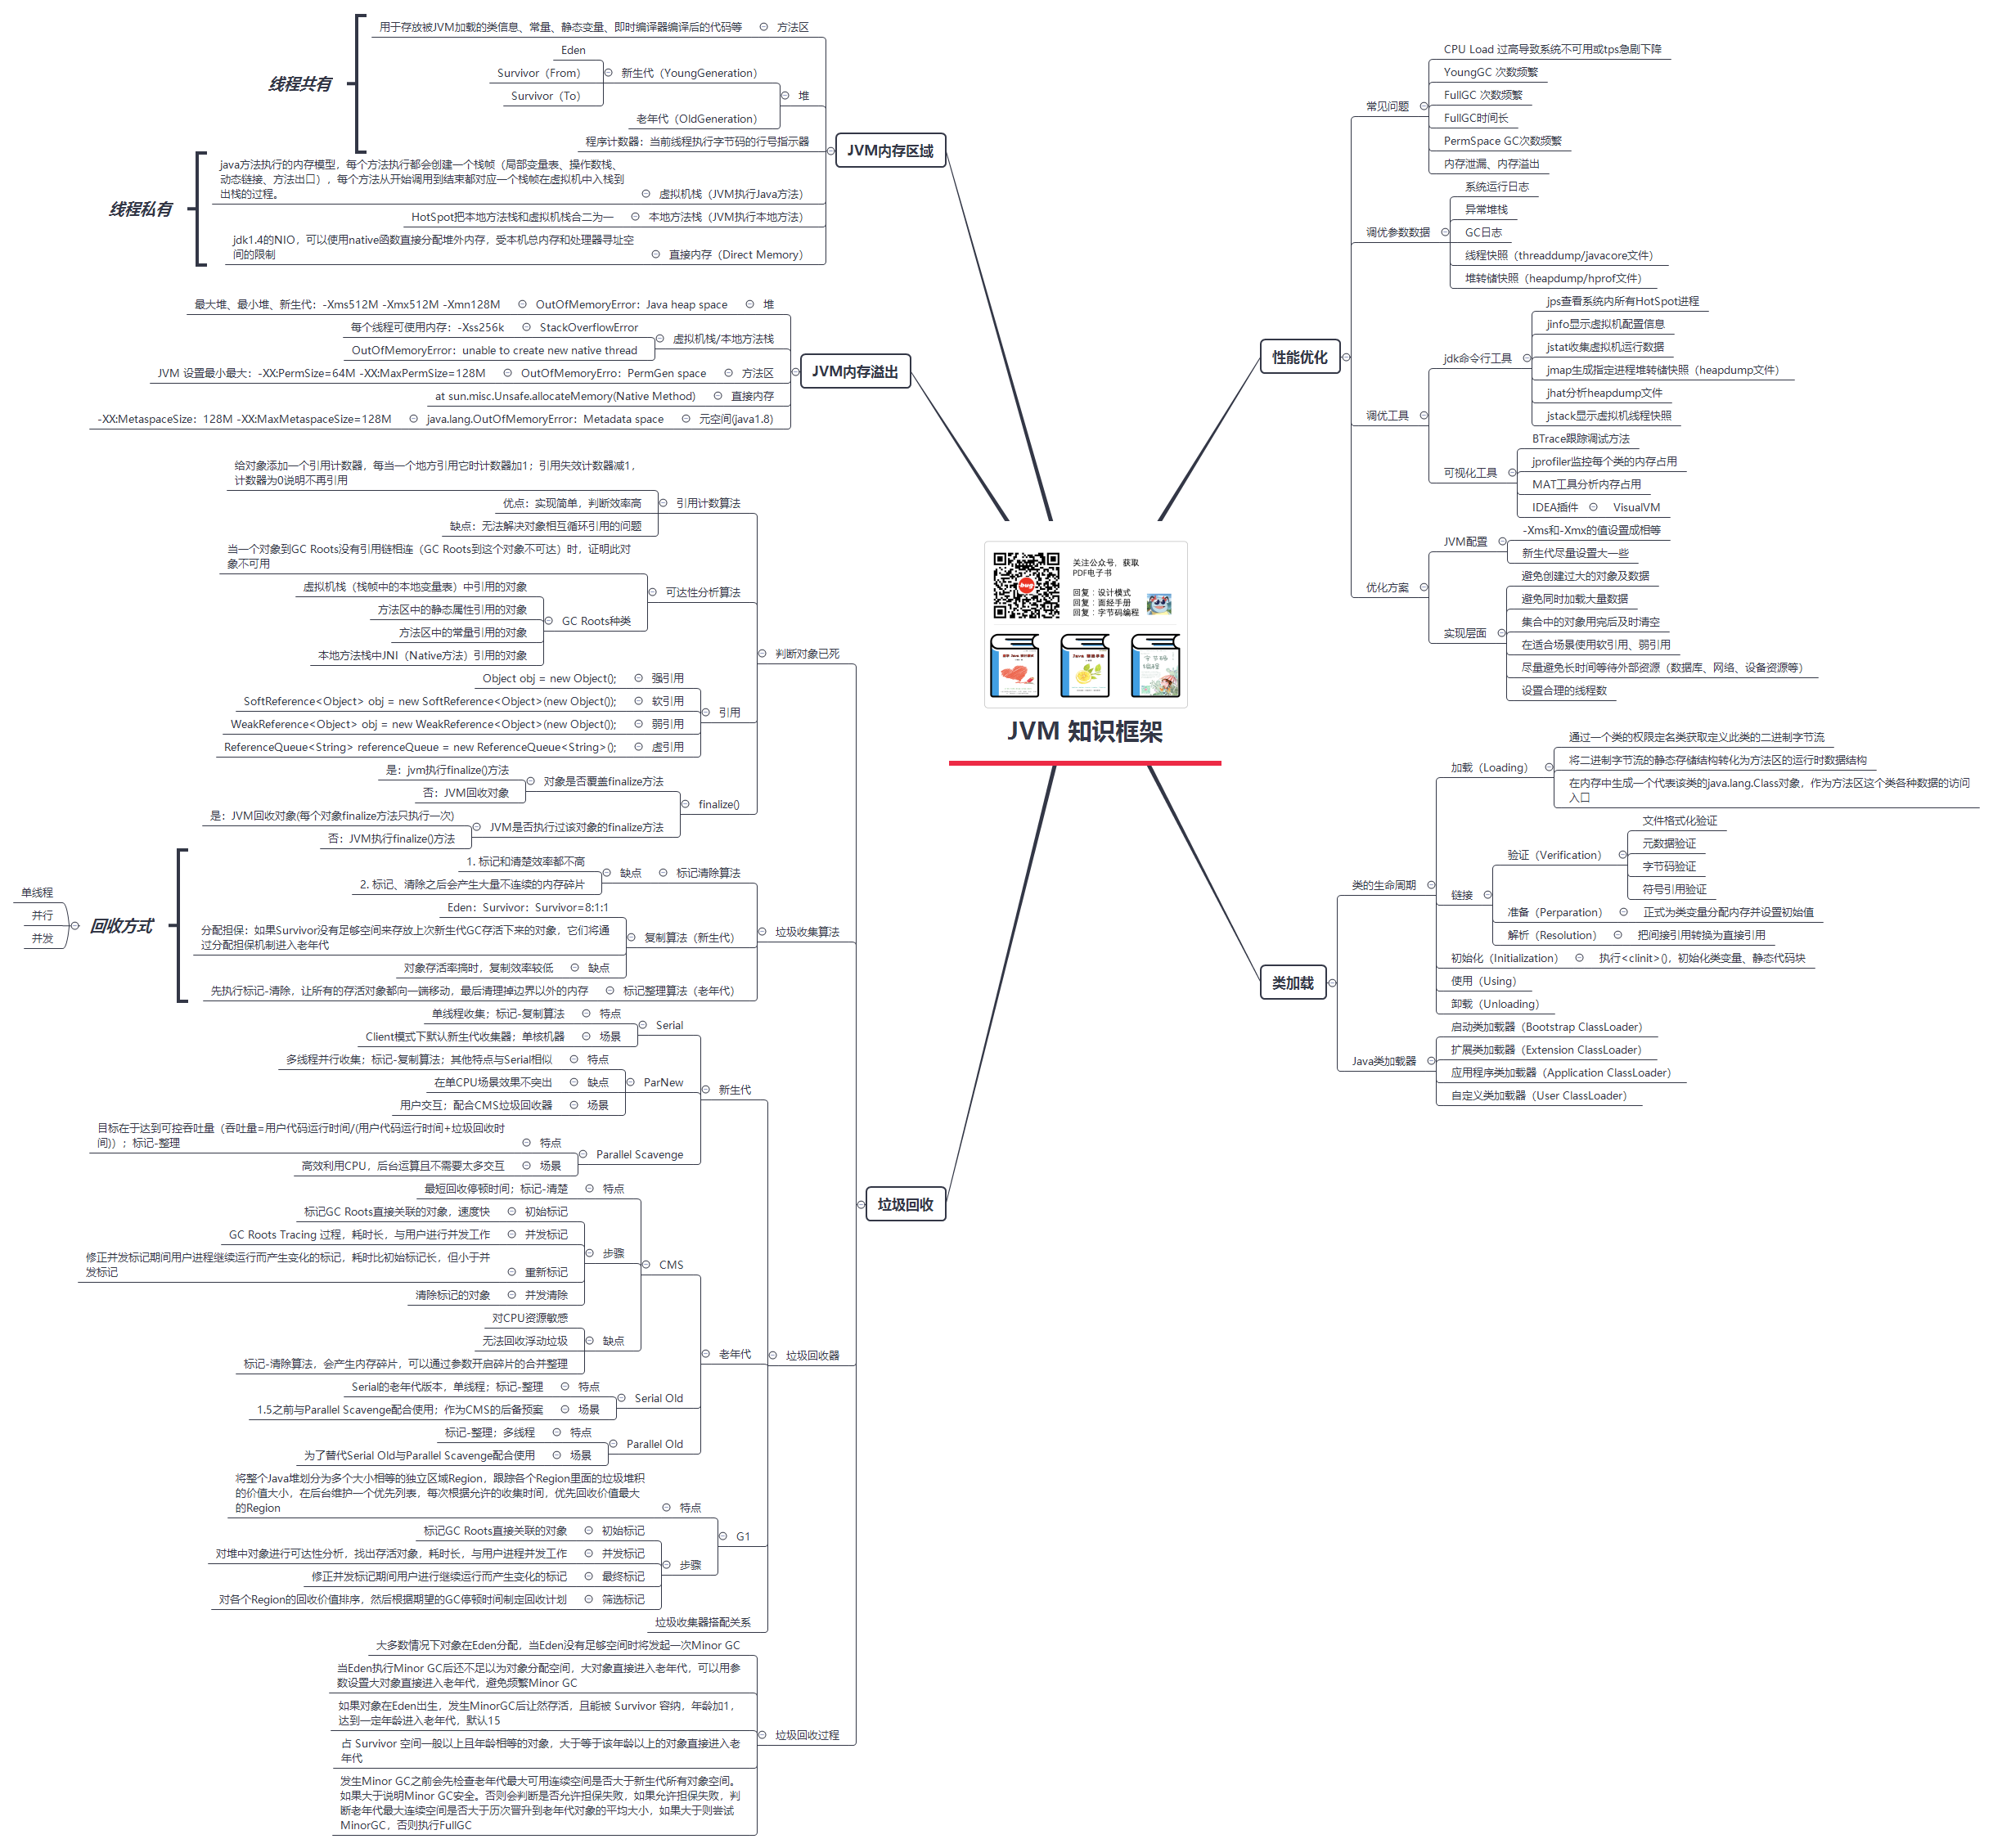 JVM 知识框架
关注公众号，获取
PDF电子书
回复：设计模式
回复：面经手册
回复：字节码编程
JVM内存区域
线程共有
用于存放被JVM加载的类信息、常量、静态变量、即时编译器编译后的代码等
方法区
Eden
Survivor（From）
Survivor（To）
新生代（YoungGeneration）
老年代（OldGeneration）
堆
程序计数器：当前线程执行字节码的行号指示器
线程私有
java方法执行的内存模型，每个方法执行都会创建一个栈帧（局部变量表、操作数栈、
动态链接、方法出口），每个方法从开始调用到结束都对应一个栈帧在虚拟机中入栈到
出栈的过程。
虚拟机栈（JVM执行Java方法）
HotSpot把本地方法栈和虚拟机栈合二为一
本地方法栈（JVM执行本地方法）
jdk1.4的NIO，可以使用native函数直接分配堆外内存，受本机总内存和处理器寻址空
间的限制
直接内存（Direct Memory）
JVM内存溢出
最大堆、最小堆、新生代：-Xms512M -Xmx512M -Xmn128M
OutOfMemoryError：Java heap space
堆
每个线程可使用内存：-Xss256k
StackOverflowError
OutOfMemoryError：unable to create new native thread
虚拟机栈/本地方法栈
JVM 设置最小最大：-XX:PermSize=64M -XX:MaxPermSize=128M
OutOfMemoryErro：PermGen space
方法区
at sun.misc.Unsafe.allocateMemory(Native Method)
直接内存
-XX:MetaspaceSize：128M -XX:MaxMetaspaceSize=128M
java.lang.OutOfMemoryError：Metadata space
元空间(java1.8)
垃圾回收
判断对象已死
给对象添加一个引用计数器，每当一个地方引用它时计数器加1；引用失效计数器减1，
计数器为0说明不再引用
优点：实现简单，判断效率高
缺点：无法解决对象相互循环引用的问题
引用计数算法
当一个对象到GC Roots没有引用链相连（GC Roots到这个对象不可达）时，证明此对
象不可用
虚拟机栈（栈帧中的本地变量表）中引用的对象
方法区中的静态属性引用的对象
方法区中的常量引用的对象
本地方法栈中JNI（Native方法）引用的对象
GC Roots种类
可达性分析算法
Object obj = new Object();
强引用
SoftReference<Object> obj = new SoftReference<Object>(new Object());
软引用
WeakReference<Object> obj = new WeakReference<Object>(new Object());
弱引用
ReferenceQueue<String> referenceQueue = new ReferenceQueue<String>();
虚引用
引用
是：jvm执行finalize()方法
否：JVM回收对象
对象是否覆盖finalize方法
是：JVM回收对象(每个对象finalize方法只执行一次)
否：JVM执行finalize()方法
JVM是否执行过该对象的finalize方法
finalize()
单线程
并行
并发
回收方式
垃圾收集算法
1. 标记和清楚效率都不高
2. 标记、清除之后会产生大量不连续的内存碎片
缺点
标记清除算法
Eden：Survivor：Survivor=8:1:1
分配担保：如果Survivor没有足够空间来存放上次新生代GC存活下来的对象，它们将通
过分配担保机制进入老年代
对象存活率搞时，复制效率较低
缺点
复制算法（新生代）
先执行标记-清除，让所有的存活对象都向一端移动，最后清理掉边界以外的内存
标记整理算法（老年代）
垃圾回收器
新生代
单线程收集；标记-复制算法
特点
Client模式下默认新生代收集器；单核机器
场景
Serial
多线程并行收集；标记-复制算法；其他特点与Serial相似
特点
在单CPU场景效果不突出
缺点
用户交互；配合CMS垃圾回收器
场景
ParNew
目标在于达到可控吞吐量（吞吐量=用户代码运行时间/(用户代码运行时间+垃圾回收时
间)）；标记-整理
特点
高效利用CPU，后台运算且不需要太多交互
场景
Parallel Scavenge
老年代
最短回收停顿时间；标记-清楚
特点
标记GC Roots直接关联的对象，速度快
初始标记
GC Roots Tracing 过程，耗时长，与用户进行并发工作
并发标记
修正并发标记期间用户进程继续运行而产生变化的标记，耗时比初始标记长，但小于并
发标记
重新标记
清除标记的对象
并发清除
步骤
对CPU资源敏感
无法回收浮动垃圾
标记-清除算法，会产生内存碎片，可以通过参数开启碎片的合并整理
缺点
CMS
Serial的老年代版本，单线程；标记-整理
特点
1.5之前与Parallel Scavenge配合使用；作为CMS的后备预案
场景
Serial Old
标记-整理；多线程
特点
为了替代Serial Old与Parallel Scavenge配合使用
场景
Parallel Old
将整个Java堆划分为多个大小相等的独立区域Region，跟踪各个Region里面的垃圾堆积
的价值大小，在后台维护一个优先列表，每次根据允许的收集时间，优先回收价值最大
的Region
特点
标记GC Roots直接关联的对象
初始标记
对堆中对象进行可达性分析，找出存活对象，耗时长，与用户进程并发工作
并发标记
修正并发标记期间用户进行继续运行而产生变化的标记
最终标记
对各个Region的回收价值排序，然后根据期望的GC停顿时间制定回收计划
筛选标记
步骤
G1
垃圾收集器搭配关系
垃圾回收过程
大多数情况下对象在Eden分配，当Eden没有足够空间时将发起一次Minor GC
当Eden执行Minor GC后还不足以为对象分配空间，大对象直接进入老年代，可以用参
数设置大对象直接进入老年代，避免频繁Minor GC
如果对象在Eden出生，发生MinorGC后让然存活，且能被 Survivor 容纳，年龄加1，
达到一定年龄进入老年代，默认15
占 Survivor 空间一般以上且年龄相等的对象，大于等于该年龄以上的对象直接进入老
年代
发生Minor GC之前会先检查老年代最大可用连续空间是否大于新生代所有对象空间。
如果大于说明Minor GC安全。否则会判断是否允许担保失败，如果允许担保失败，判
断老年代最大连续空间是否大于历次晋升到老年代对象的平均大小，如果大于则尝试
MinorGC，否则执行FullGC
性能优化
常见问题
CPU Load 过高导致系统不可用或tps急剧下降
YoungGC 次数频繁
FullGC 次数频繁
FullGC时间长
PermSpace GC次数频繁
内存泄漏、内存溢出
调优参数数据
系统运行日志
异常堆栈
GC日志
线程快照（threaddump/javacore文件）
堆转储快照（heapdump/hprof文件）
调优工具
jdk命令行工具
jps查看系统内所有HotSpot进程
jinfo显示虚拟机配置信息
jstat收集虚拟机运行数据
jmap生成指定进程堆转储快照（heapdump文件）
jhat分析heapdump文件
jstack显示虚拟机线程快照
可视化工具
BTrace跟踪调试方法
jprofiler监控每个类的内存占用
MAT工具分析内存占用
IDEA插件
VisualVM
优化方案
JVM配置
-Xms和-Xmx的值设置成相等
新生代尽量设置大一些
实现层面
避免创建过大的对象及数据
避免同时加载大量数据
集合中的对象用完后及时清空
在适合场景使用软引用、弱引用
尽量避免长时间等待外部资源（数据库、网络、设备资源等）
设置合理的线程数
类加载
类的生命周期
加载（Loading）
通过一个类的权限定名类获取定义此类的二进制字节流
将二进制字节流的静态存储结构转化为方法区的运行时数据结构
在内存中生成一个代表该类的java.lang.Class对象，作为方法区这个类各种数据的访问
入口
链接
验证（Verification）
文件格式化验证
元数据验证
字节码验证
符号引用验证
准备（Perparation）
正式为类变量分配内存并设置初始值
解析（Resolution）
把间接引用转换为直接引用
初始化（Initialization）
执行<clinit>()，初始化类变量、静态代码块
使用（Using）
卸载（Unloading）
Java类加载器
启动类加载器（Bootstrap ClassLoader）
扩展类加载器（Extension ClassLoader）
应用程序类加载器（Application ClassLoader）
自定义类加载器（User ClassLoader）